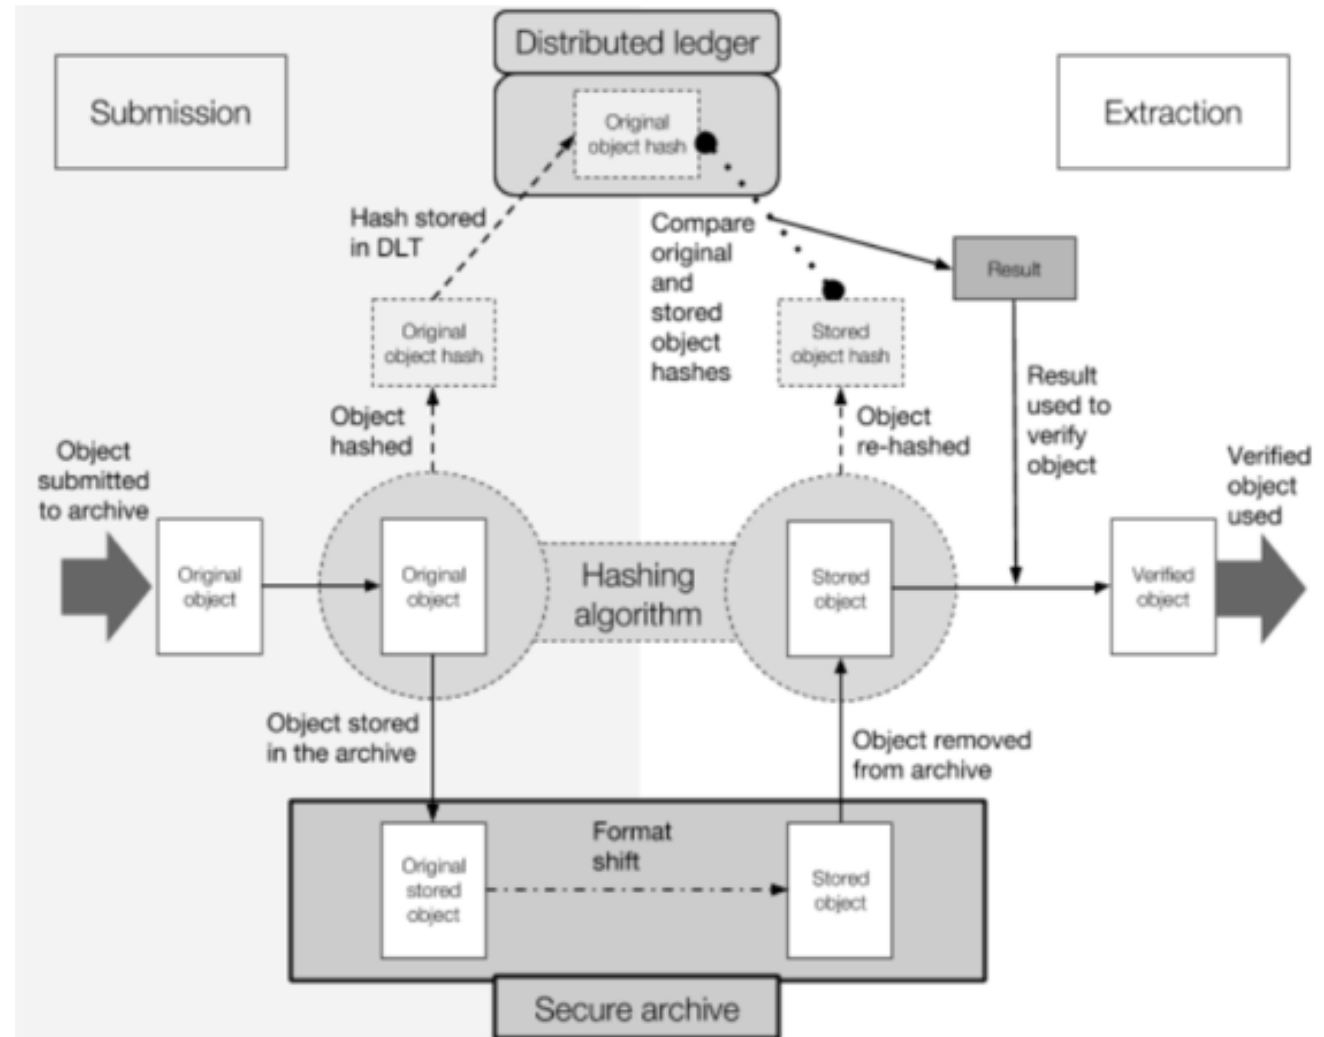 Distributed ledger
Submission
Extraction
Original
object hash
Hash stored
in DLT
Compare
original
and
stored
object
hashes
Result
Original
object hash
Stored
object hash
Result
used to
verify
object
Object
hashed
Object
re-hashed
Object
submitted
to archive
Verified
object
used
Original
object
Original
object
Hashing
algorithm
Stored
object
Verified
object
Object stored
in the archive
Object removed
from archive
Format
shift
Original
stored
object
Stored
object
Secure archive